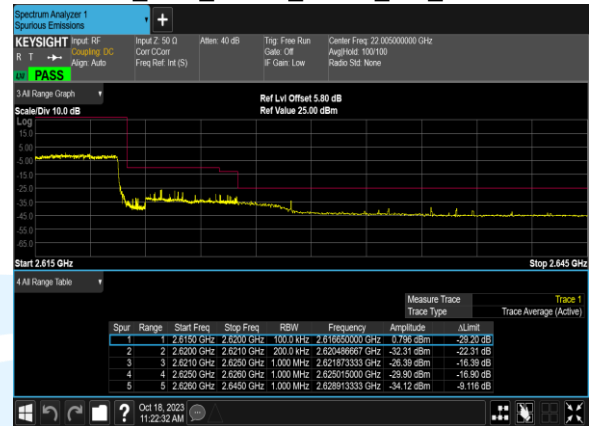 Spectrum Analyzer 1
Spurious Emissions
KEYSIGHT Input: RF Input Z: 50 Ω Atten: 40 dB Trig: Free Run Center Freq: 22.005000000 GHz
R T Coupling: DC Corr CCorr Gate: Off Avg|Hold: 100/100
Align: Auto Freq Ref: Int (S) IF Gain: Low Radio Std: None
PASS
3 All Range Graph
Ref Lvl Offset 5.80 dB
Scale/Div 10.0 dB Ref Value 25.00 dBm
Log
15.0
5.00
-5.00
-15.0
-25.0
-35.0
-45.0
-55.0
-65.0
Start 2.615 GHz Stop 2.645 GHz
4 All Range Table
Measure Trace Trace 1
Trace Type Trace Average (Active)
Spur Range Start Freq Stop Freq RBW Frequency Amplitude ΔLimit
1 1 2.6150 GHz 2.6200 GHz 100.0 kHz 2.616650000 GHz 0.796 dBm -29.20 dB
2 2 2.6200 GHz 2.6210 GHz 200.0 kHz 2.620486667 GHz -32.31 dBm -22.31 dB
3 3 2.6210 GHz 2.6250 GHz 1.000 MHz 2.621873333 GHz -26.39 dBm -16.39 dB
4 4 2.6250 GHz 2.6260 GHz 1.000 MHz 2.625015000 GHz -29.90 dBm -16.90 dB
5 5 2.6260 GHz 2.6450 GHz 1.000 MHz 2.628913333 GHz -34.12 dBm -9.116 dB
Oct 18, 2023
11:22:32 AM